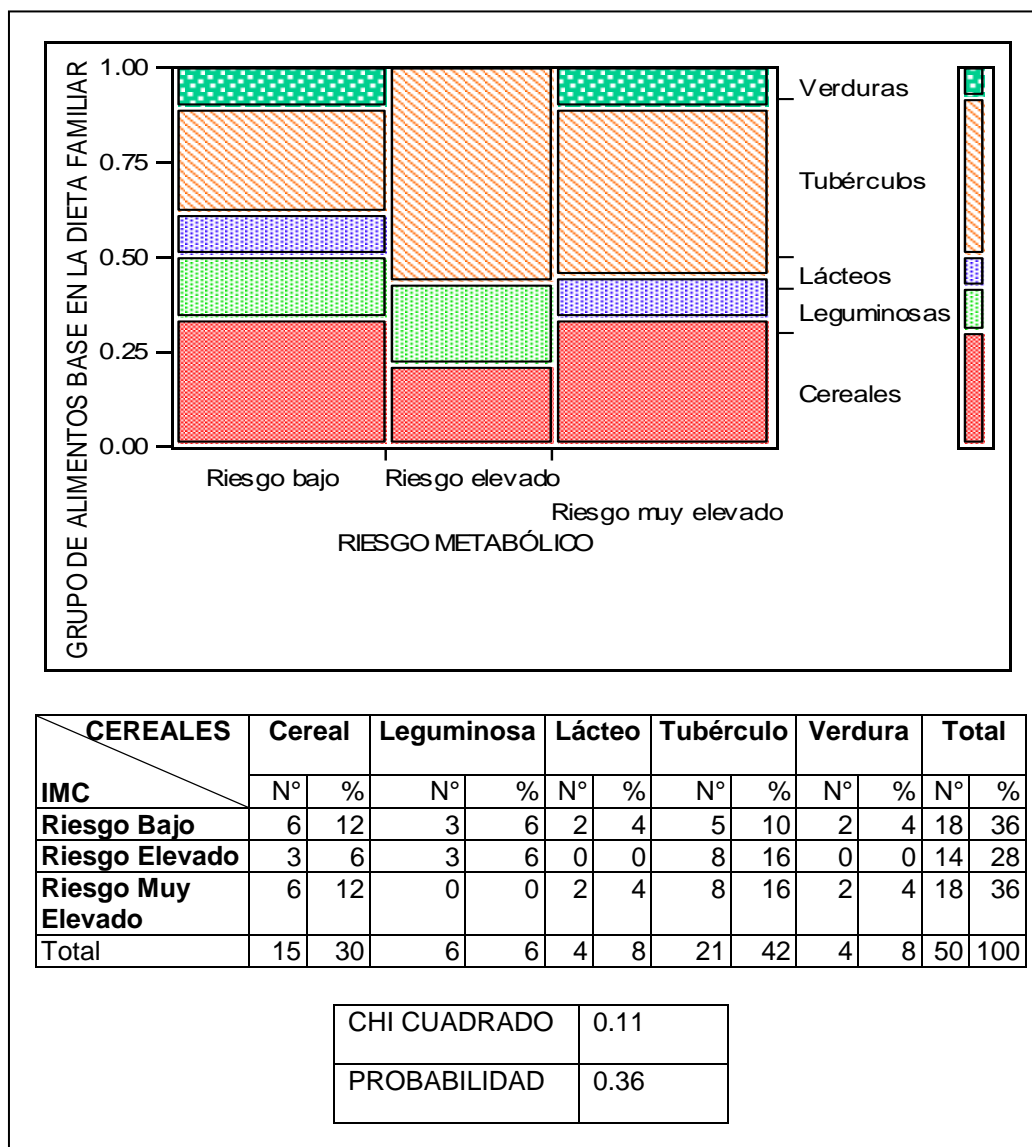 GRUPO DE ALIMENTOS BASE EN LA DIETA FAMILIAR
1.00
0.75
0.50
0.25
0.00
Verduras
Tubérculos
Lácteos
Leguminosas
Cereales
Riesgo bajo Riesgo elevado
Riesgo muy elevado
RIESGO METABÓLICO
CEREALES Cereal Leguminosa Lácteo Tubérculo Verdura Total
IMC N° % N° % N° % N° % N° % N° %
Riesgo Bajo 6 12 3 6 2 4 5 10 2 4 18 36
Riesgo Elevado 3 6 3 6 0 0 8 16 0 0 14 28
Riesgo Muy 6 12 0 0 2 4 8 16 2 4 18 36
Elevado
Total 15 30 6 6 4 8 21 42 4 8 50 100
CHI CUADRADO 0.11
PROBABILIDAD 0.36